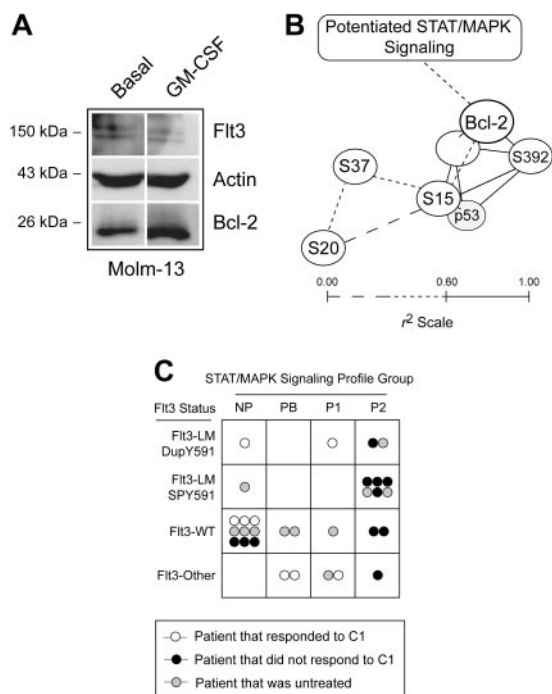 A
Basal
GM-CSF
150 kDa
Flt3
43 kDa
Actin
26 kDa
Bcl-2
Molm-13
B
Potentiated STAT/MAPK
Signaling
Bcl-2
S392
S37
S15
p53
S20
0.00
0.60
1.00
r² Scale
C
STAT/MAPK Signaling Profile Group
Flt3 Status
NP
PB
P1
P2
Flt3-LM
DupY591
Flt3-LM
SPY591
Flt3-WT
Flt3-Other
Patient that responded to C1
Patient that did not respond to C1
Patient that was untreated